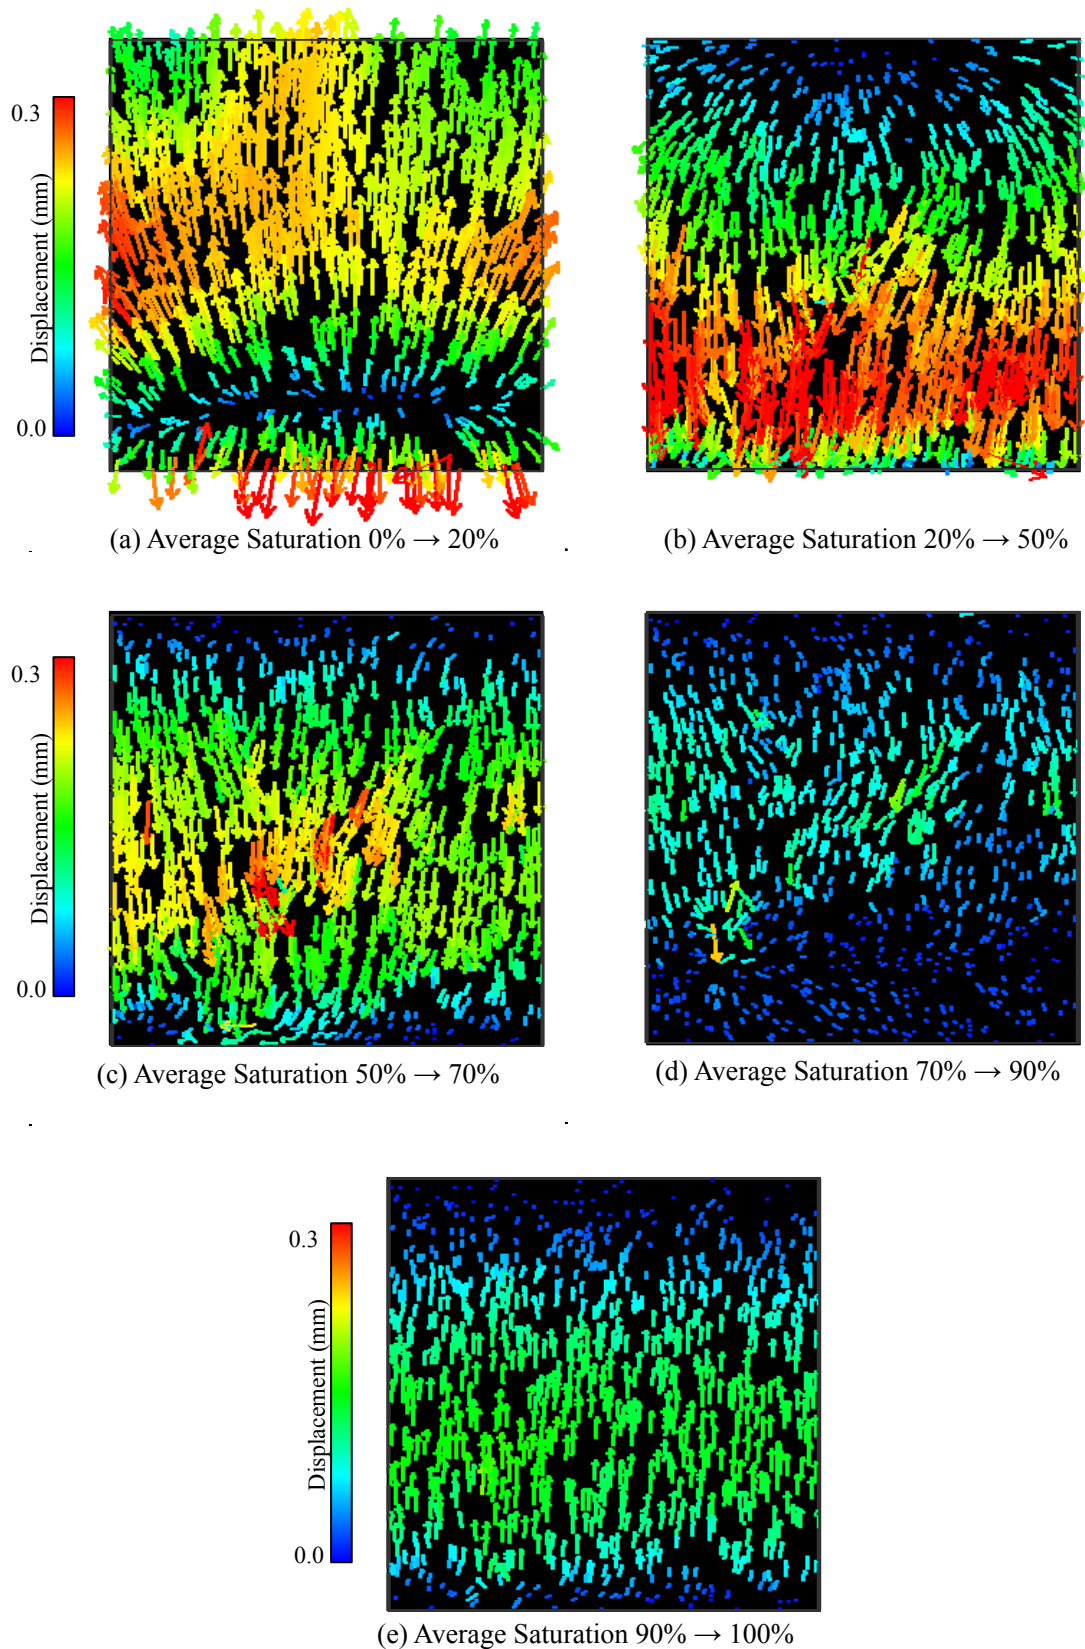 0.3
Displacement (mm)
0.0
(a) Average Saturation 0% → 20%
(b) Average Saturation 20% → 50%
0.3
Displacement (mm)
0.0
(c) Average Saturation 50% → 70%
(d) Average Saturation 70% → 90%
0.3
Displacement (mm)
0.0
(e) Average Saturation 90% → 100%